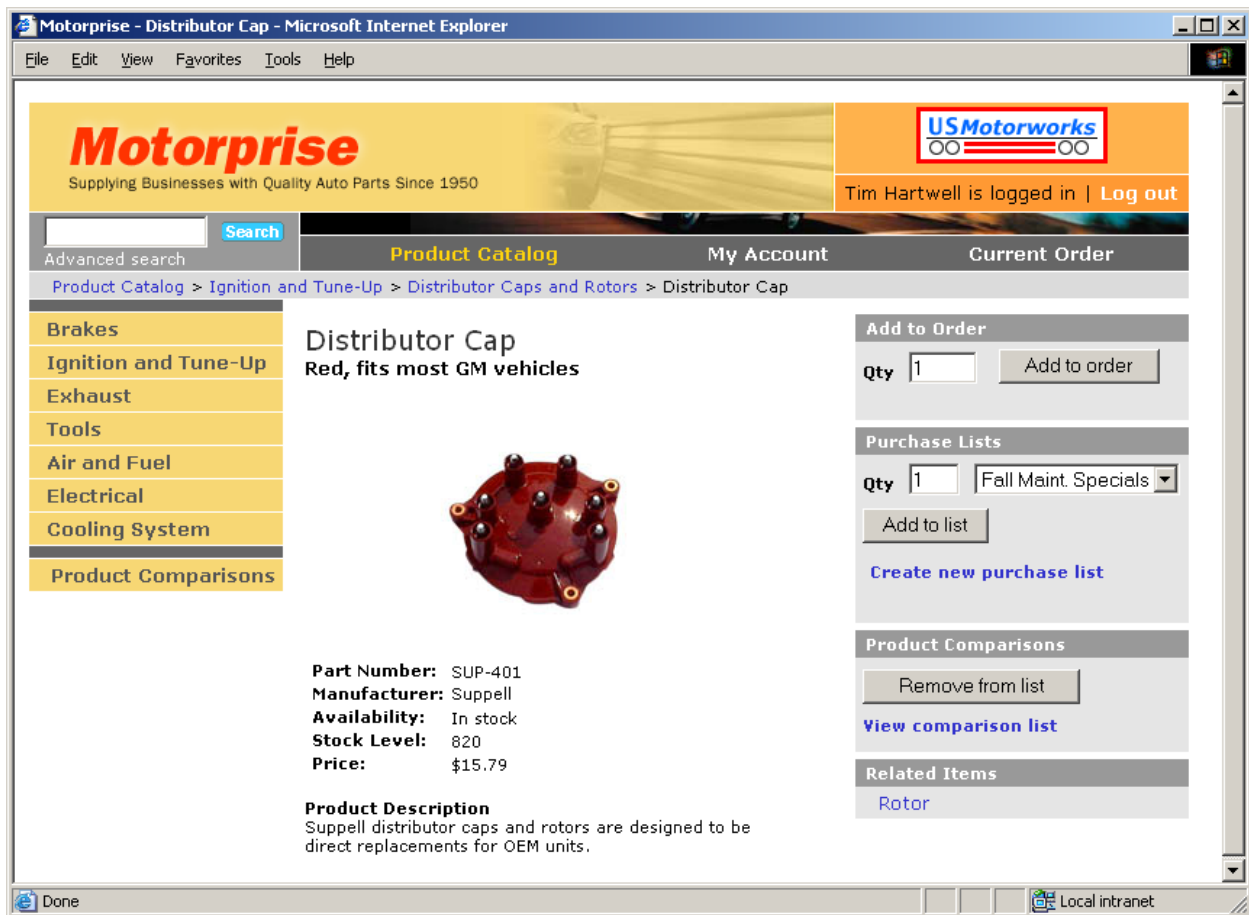 Motorprise - Distributor Cap - Microsoft Internet Explorer
File Edit View Favorites Tools Help
Motorprise
Supplying Businesses with Quality Auto Parts Since 1950
USMotorworks
Tim Hartwell is logged in | Log out
Search
Advanced search
Product Catalog My Account Current Order
Product Catalog > Ignition and Tune-Up > Distributor Caps and Rotors > Distributor Cap
Brakes
Ignition and Tune-Up
Exhaust
Tools
Air and Fuel
Electrical
Cooling System
Product Comparisons
Distributor Cap
Red, fits most GM vehicles
Part Number: SUP-401
Manufacturer: Suppell
Availability: In stock
Stock Level: 820
Price: $15.79
Product Description
Suppell distributor caps and rotors are designed to be
direct replacements for OEM units.
Add to Order
Qty 1 Add to order
Purchase Lists
Qty 1 Fall Maint. Specials
Add to list
Create new purchase list
Product Comparisons
Remove from list
View comparison list
Related Items
Rotor
Done Local intranet